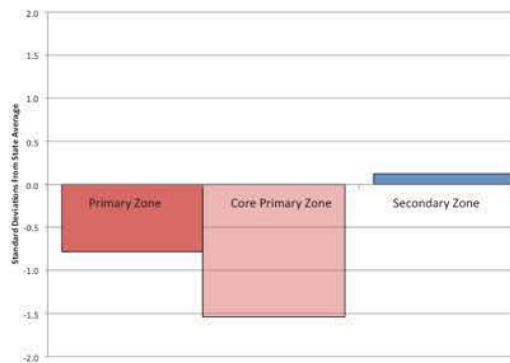 2.0
1.5
1.0
0.5
0.0
-0.5
-1.0
-1.5
-2.0
Standard Deviations from State Average
Primary Zone
Core Primary Zone
Secondary Zone